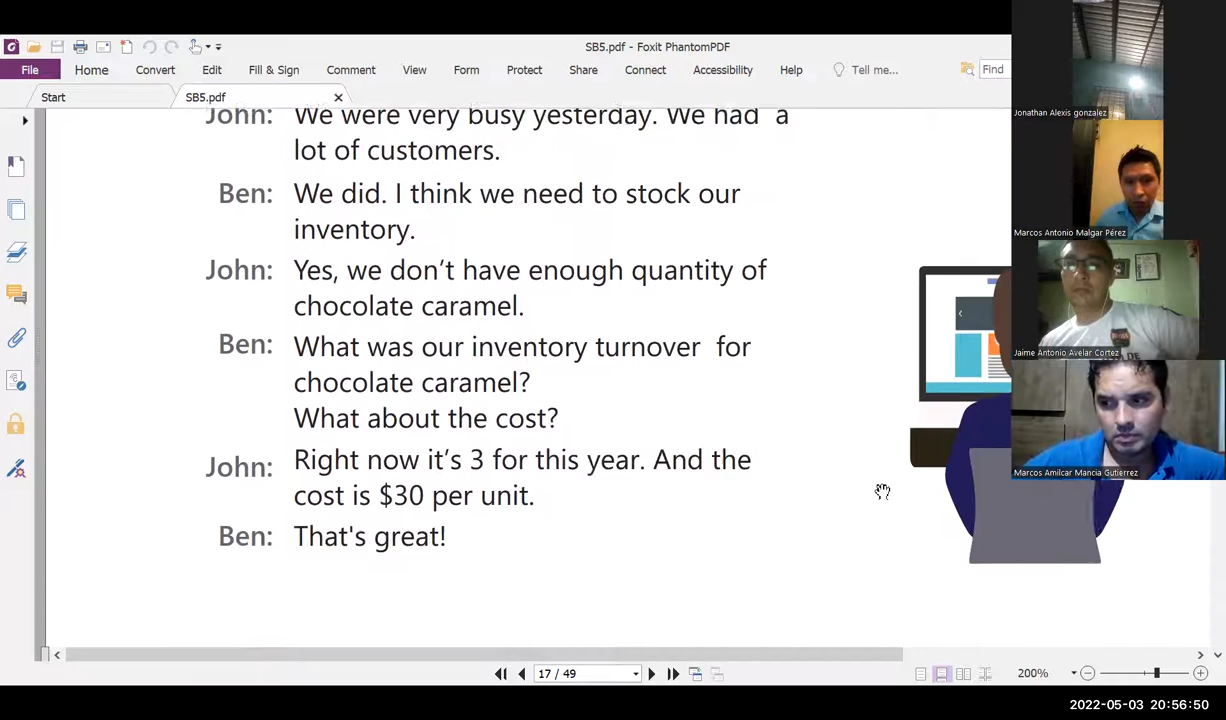 SB5.pdf - Foxit PhantomPDF
File Home Convert Edit Fill & Sign Comment View Form Protect Share Connect Accessibility Help Tell me... Find
Start SB5.pdf
John: We were very busy yesterday. We had a
lot of customers.
Ben: We did. I think we need to stock our
inventory.
John: Yes, we don't have enough quantity of
chocolate caramel.
Ben: What was our inventory turnover for
chocolate caramel?
What about the cost?
John: Right now it's 3 for this year. And the
cost is $30 per unit.
Ben: That's great!
Jonathan Alexis gonzalez
Marcos Antonio Malgar Pérez
Jaime Antonio Avelar Cortez
Marcos Amilcar Mancia Gutierrez
17 / 49
200%
2022-05-03 20:56:50